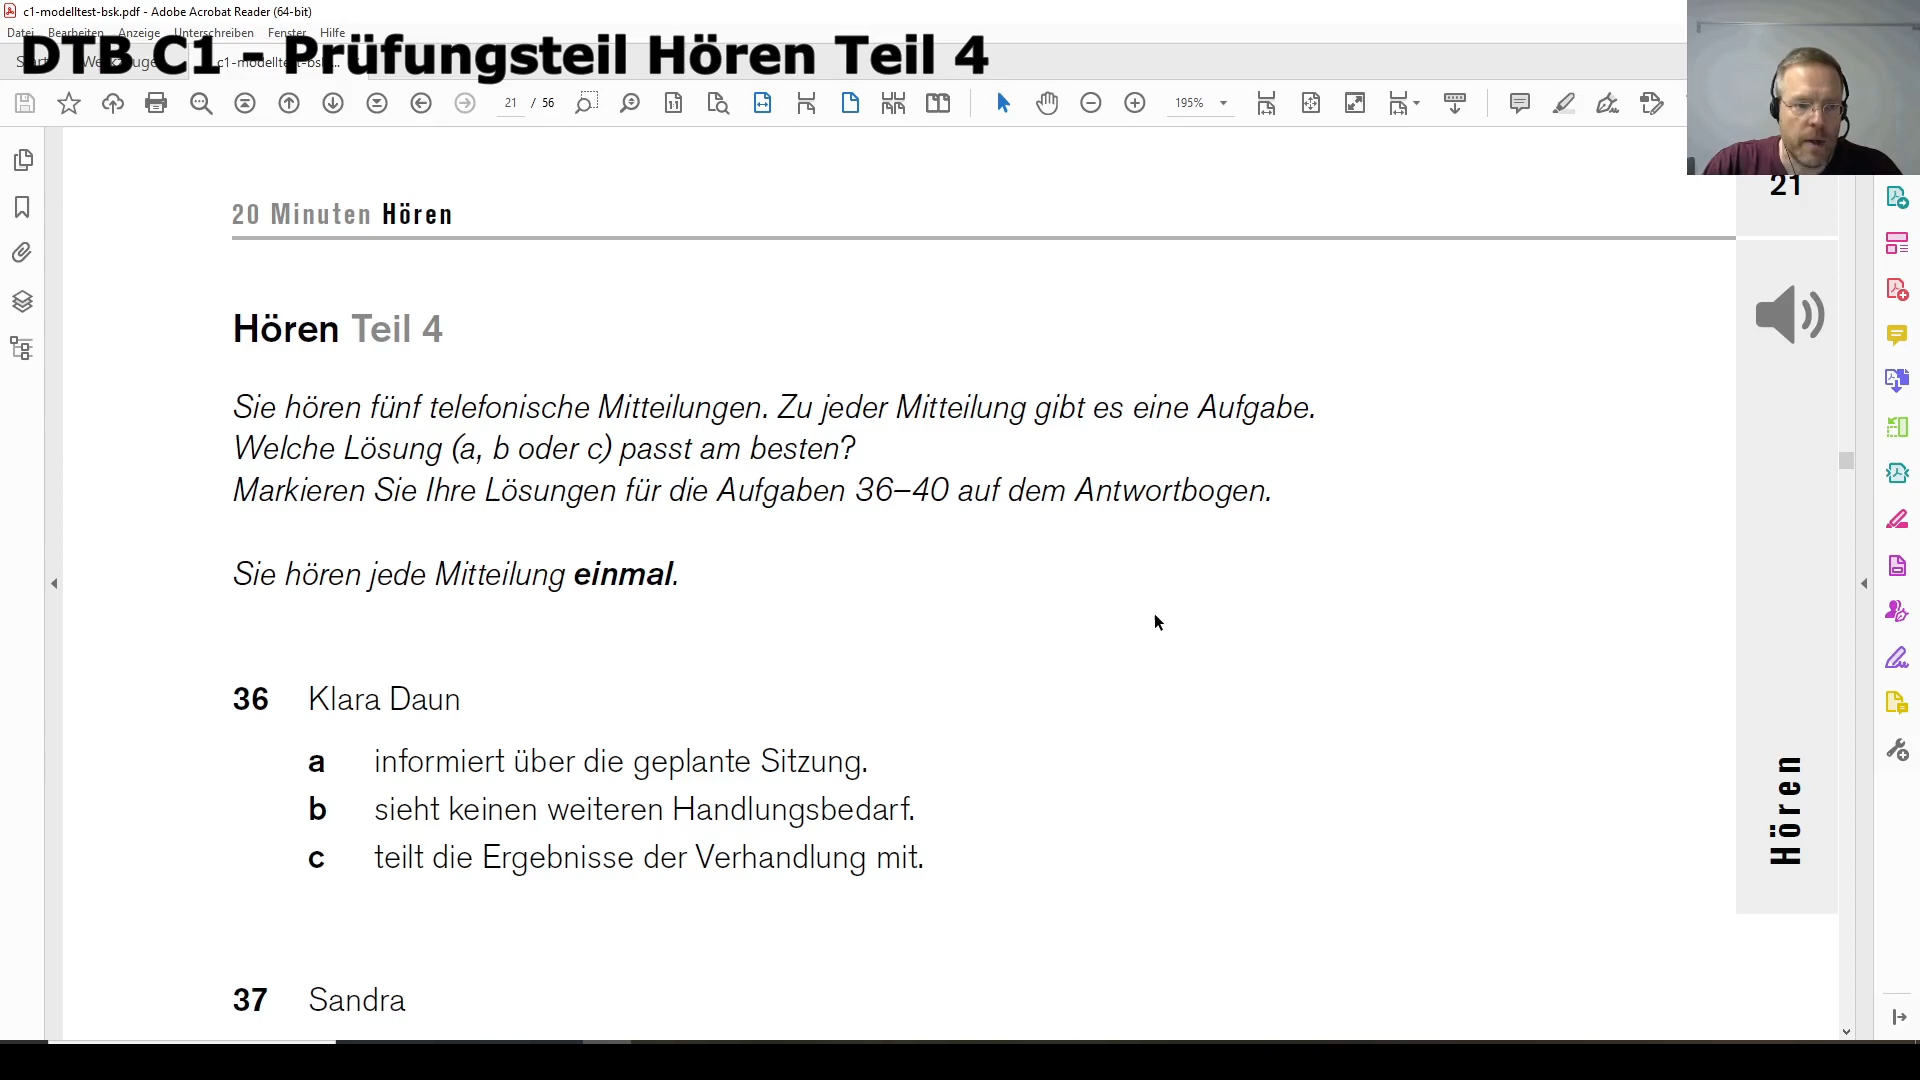 c1-modelltest-bsk.pdf - Adobe Acrobat Reader (64-bit)
Datei Bearbeiten Anzeige Unterschreiben Fenster Hilfe
DTB C1 - Prüfungsteil Hören Teil 4
21 / 56
195%
21
20 Minuten Hören
Hören Teil 4
Sie hören fünf telefonische Mitteilungen. Zu jeder Mitteilung gibt es eine Aufgabe.
Welche Lösung (a, b oder c) passt am besten?
Markieren Sie Ihre Lösungen für die Aufgaben 36–40 auf dem Antwortbogen.
Sie hören jede Mitteilung einmal.
36 Klara Daun
a informiert über die geplante Sitzung.
b sieht keinen weiteren Handlungsbedarf.
c teilt die Ergebnisse der Verhandlung mit.
Hören
37 Sandra